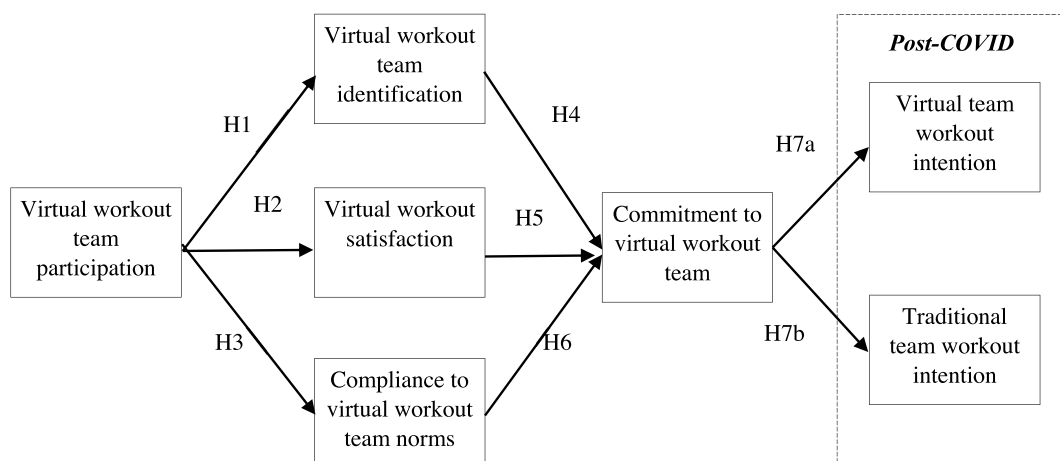 Virtual workout
team
identification
H1
H4
Virtual workout
team
participation
H2
Virtual workout
satisfaction
H5
Commitment to
virtual workout
team
H3
Compliance to
virtual workout
team norms
H6
H7a
H7b
Post-COVID
Virtual team
workout
intention
Traditional
team workout
intention